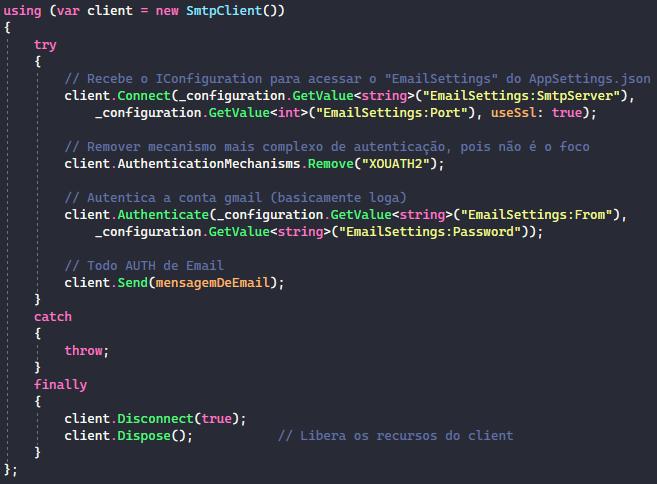 using (var client = new SmtpClient())
{
    try
    {
        // Recebe o IConfiguration para acessar o "EmailSettings" do AppSettings.json
        client.Connect(_configuration.GetValue<string>("EmailSettings:SmtpServer"),
            _configuration.GetValue<int>("EmailSettings:Port"), useSsl: true);

        // Remover mecanismo mais complexo de autenticação, pois não é o foco
        client.AuthenticationMechanisms.Remove("XOUATH2");

        // Autentica a conta gmail (basicamente loga)
        client.Authenticate(_configuration.GetValue<string>("EmailSettings:From"),
            _configuration.GetValue<string>("EmailSettings:Password"));

        // Todo AUTH de Email
        client.Send(mensagemDeEmail);
    }
    catch
    {
        throw;
    }
    finally
    {
        client.Disconnect(true);
        client.Dispose();           // Libera os recursos do client
    }
};